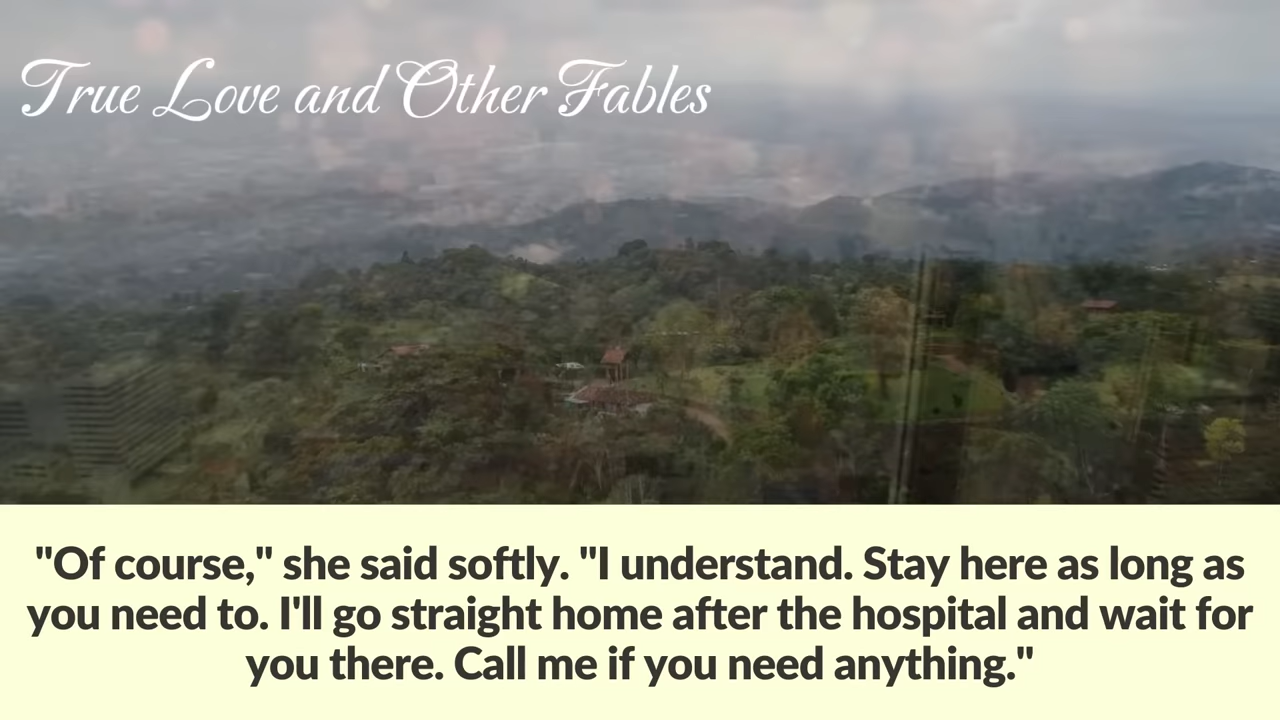 True Love and Other Fables
"Of course," she said softly. "I understand. Stay here as long as
you need to. I'll go straight home after the hospital and wait for
you there. Call me if you need anything."